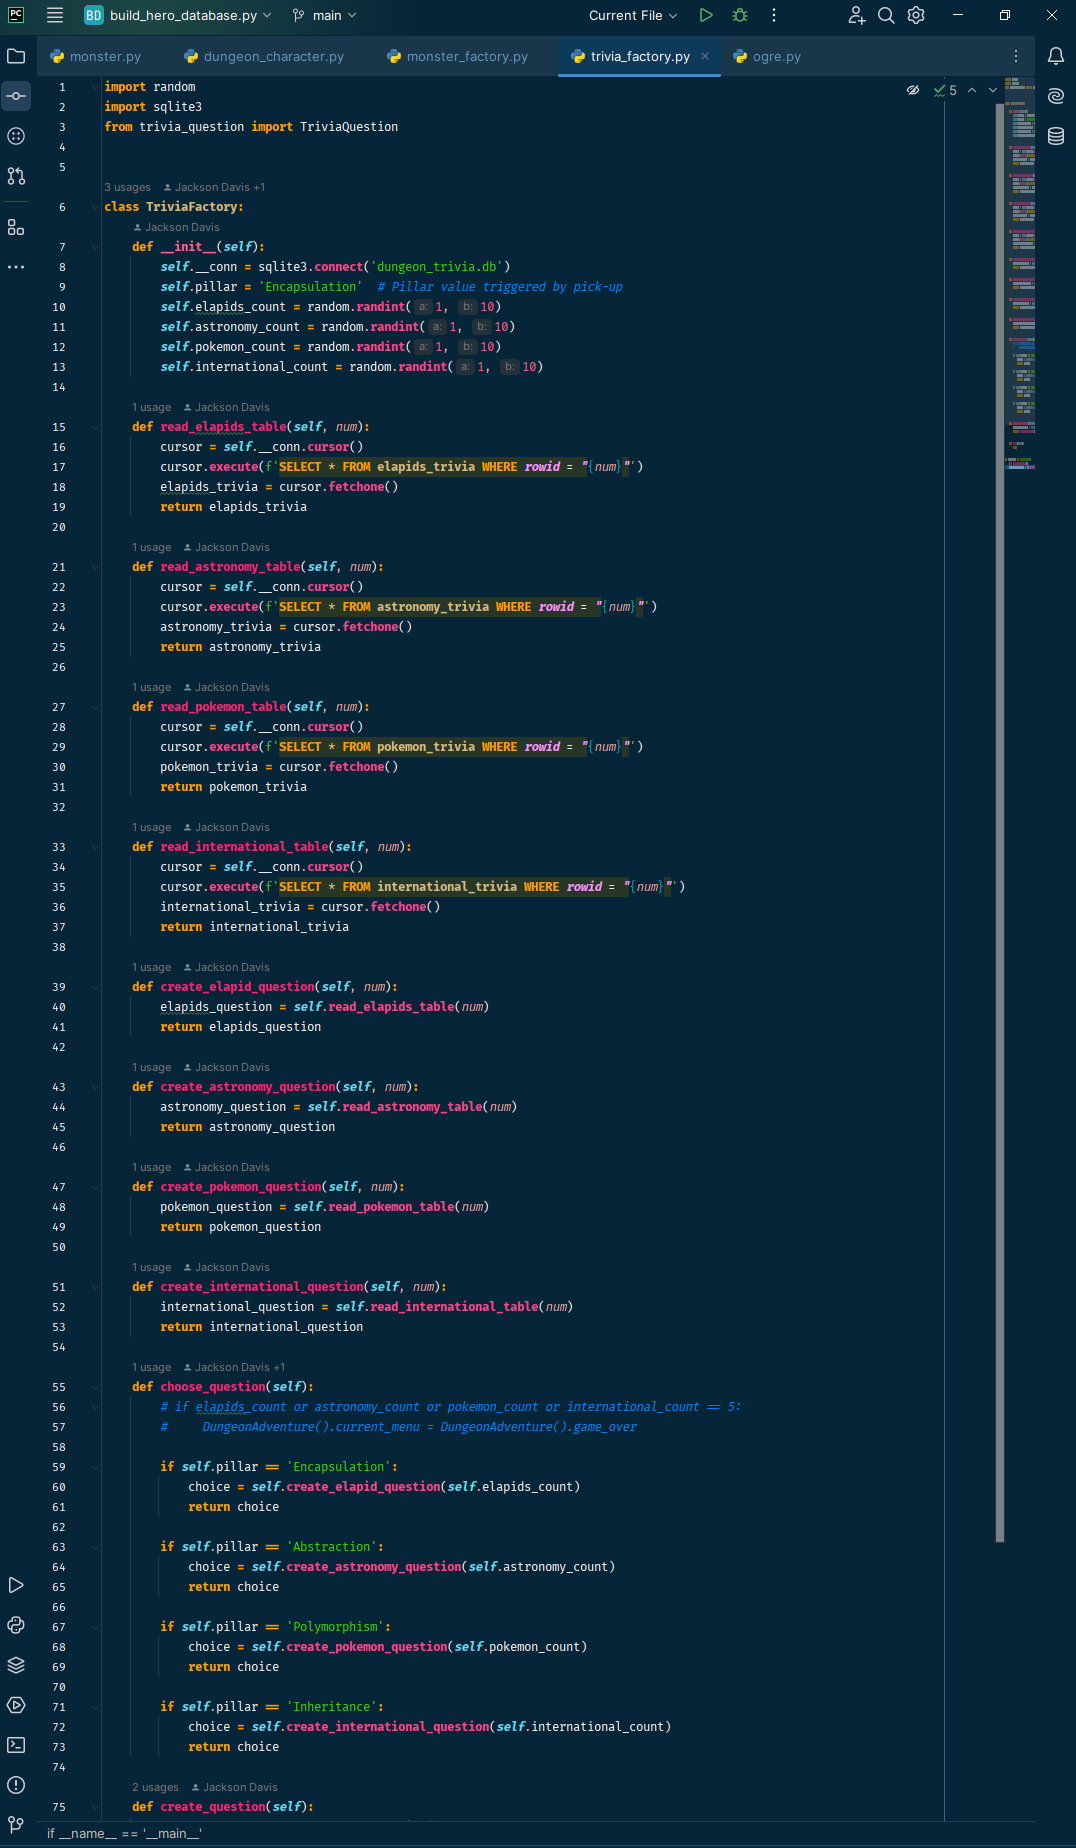 PC BD build_hero_database.py main Current File
monster.py dungeon_character.py monster_factory.py trivia_factory.py ogre.py
1 import random 5
2 import sqlite3
3 from trivia_question import TriviaQuestion
4
5
3 usages Jackson Davis +1
6 class TriviaFactory:
Jackson Davis
7 def __init__(self):
8 self.__conn = sqlite3.connect('dungeon_trivia.db')
9 self.pillar = 'Encapsulation' # Pillar value triggered by pick-up
10 self.elapids_count = random.randint( a: 1, b: 10)
11 self.astronomy_count = random.randint( a: 1, b: 10)
12 self.pokemon_count = random.randint( a: 1, b: 10)
13 self.international_count = random.randint( a: 1, b: 10)
14
1 usage Jackson Davis
15 def read_elapids_table(self, num):
16 cursor = self.__conn.cursor()
17 cursor.execute(f'SELECT * FROM elapids_trivia WHERE rowid = "{num}"')
18 elapids_trivia = cursor.fetchone()
19 return elapids_trivia
20
1 usage Jackson Davis
21 def read_astronomy_table(self, num):
22 cursor = self.__conn.cursor()
23 cursor.execute(f'SELECT * FROM astronomy_trivia WHERE rowid = "{num}"')
24 astronomy_trivia = cursor.fetchone()
25 return astronomy_trivia
26
1 usage Jackson Davis
27 def read_pokemon_table(self, num):
28 cursor = self.__conn.cursor()
29 cursor.execute(f'SELECT * FROM pokemon_trivia WHERE rowid = "{num}"')
30 pokemon_trivia = cursor.fetchone()
31 return pokemon_trivia
32
1 usage Jackson Davis
33 def read_international_table(self, num):
34 cursor = self.__conn.cursor()
35 cursor.execute(f'SELECT * FROM international_trivia WHERE rowid = "{num}"')
36 international_trivia = cursor.fetchone()
37 return international_trivia
38
1 usage Jackson Davis
39 def create_elapid_question(self, num):
40 elapids_question = self.read_elapids_table(num)
41 return elapids_question
42
1 usage Jackson Davis
43 def create_astronomy_question(self, num):
44 astronomy_question = self.read_astronomy_table(num)
45 return astronomy_question
46
1 usage Jackson Davis
47 def create_pokemon_question(self, num):
48 pokemon_question = self.read_pokemon_table(num)
49 return pokemon_question
50
1 usage Jackson Davis
51 def create_international_question(self, num):
52 international_question = self.read_international_table(num)
53 return international_question
54
1 usage Jackson Davis +1
55 def choose_question(self):
56 # if elapids_count or astronomy_count or pokemon_count or international_count == 5:
57 # DungeonAdventure().current_menu = DungeonAdventure().game_over
58
59 if self.pillar == 'Encapsulation':
60 choice = self.create_elapid_question(self.elapids_count)
61 return choice
62
63 if self.pillar == 'Abstraction':
64 choice = self.create_astronomy_question(self.astronomy_count)
65 return choice
66
67 if self.pillar == 'Polymorphism':
68 choice = self.create_pokemon_question(self.pokemon_count)
69 return choice
70
71 if self.pillar == 'Inheritance':
72 choice = self.create_international_question(self.international_count)
73 return choice
74
2 usages Jackson Davis
75 def create_question(self):
if __name__ == '__main__'